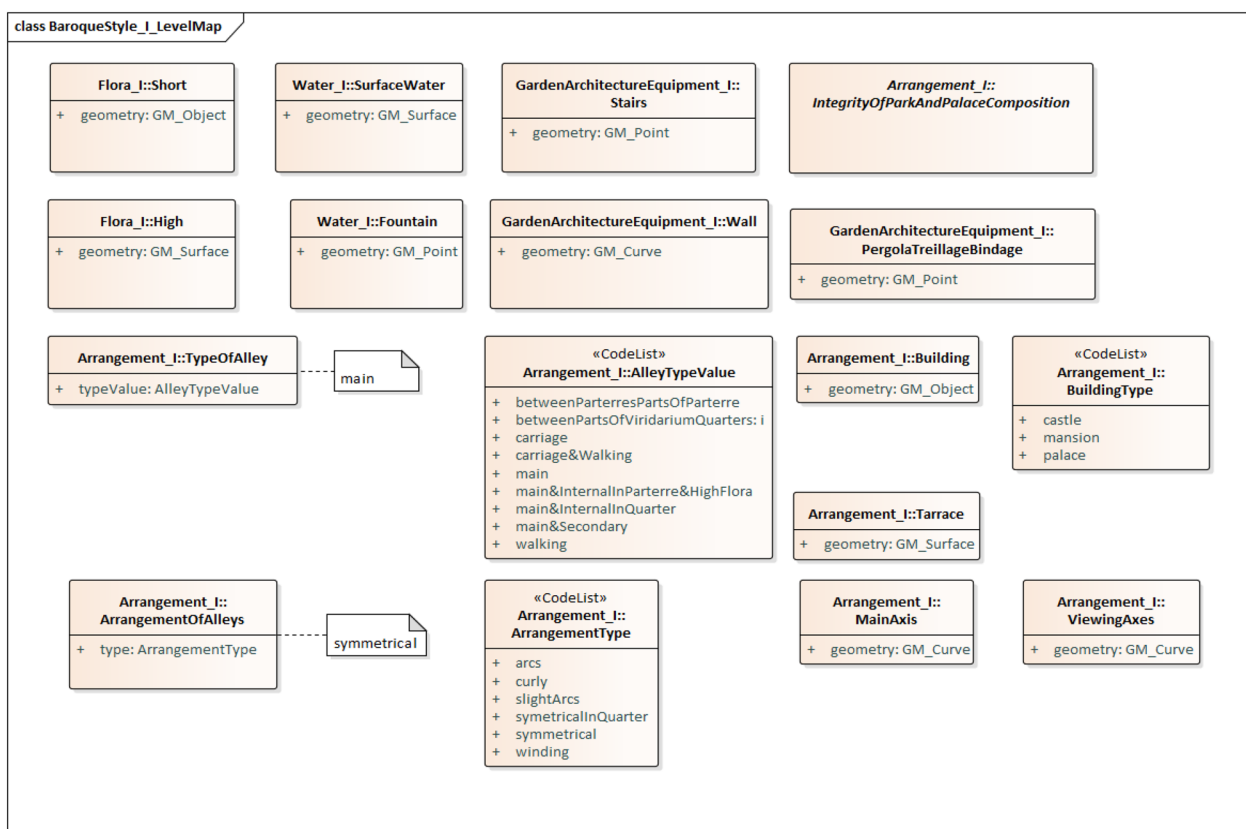 class BaroqueStyle_I_LevelMap
Flora_I::Short
+ geometry: GM_Object
Water_I::SurfaceWater
+ geometry: GM_Surface
GardenArchitectureEquipment_I::
Stairs
+ geometry: GM_Point
Arrangement_I::
IntegrityOfParkAndPalaceComposition
Flora_I::High
+ geometry: GM_Surface
Water_I::Fountain
+ geometry: GM_Point
GardenArchitectureEquipment_I::Wall
+ geometry: GM_Curve
GardenArchitectureEquipment_I::
PergolaTreillageBindage
+ geometry: GM_Point
Arrangement_I::TypeOfAlley
+ typeValue: AlleyTypeValue
main
«CodeList»
Arrangement_I::AlleyTypeValue
+ betweenParterresPartsOfParterre
+ betweenPartsOfViridariumQuarters: i
+ carriage
+ carriage&Walking
+ main
+ main&InternalInParterre&HighFlora
+ main&InternalInQuarter
+ main&Secondary
+ walking
Arrangement_I::Building
+ geometry: GM_Object
«CodeList»
Arrangement_I::
BuildingType
+ castle
+ mansion
+ palace
Arrangement_I::Tarrace
+ geometry: GM_Surface
Arrangement_I::
ArrangementOfAlleys
+ type: ArrangementType
symmetrical
«CodeList»
Arrangement_I::
ArrangementType
+ arcs
+ curly
+ slightArcs
+ symetricalInQuarter
+ symmetrical
+ winding
Arrangement_I::
MainAxis
+ geometry: GM_Curve
Arrangement_I::
ViewingAxes
+ geometry: GM_Curve